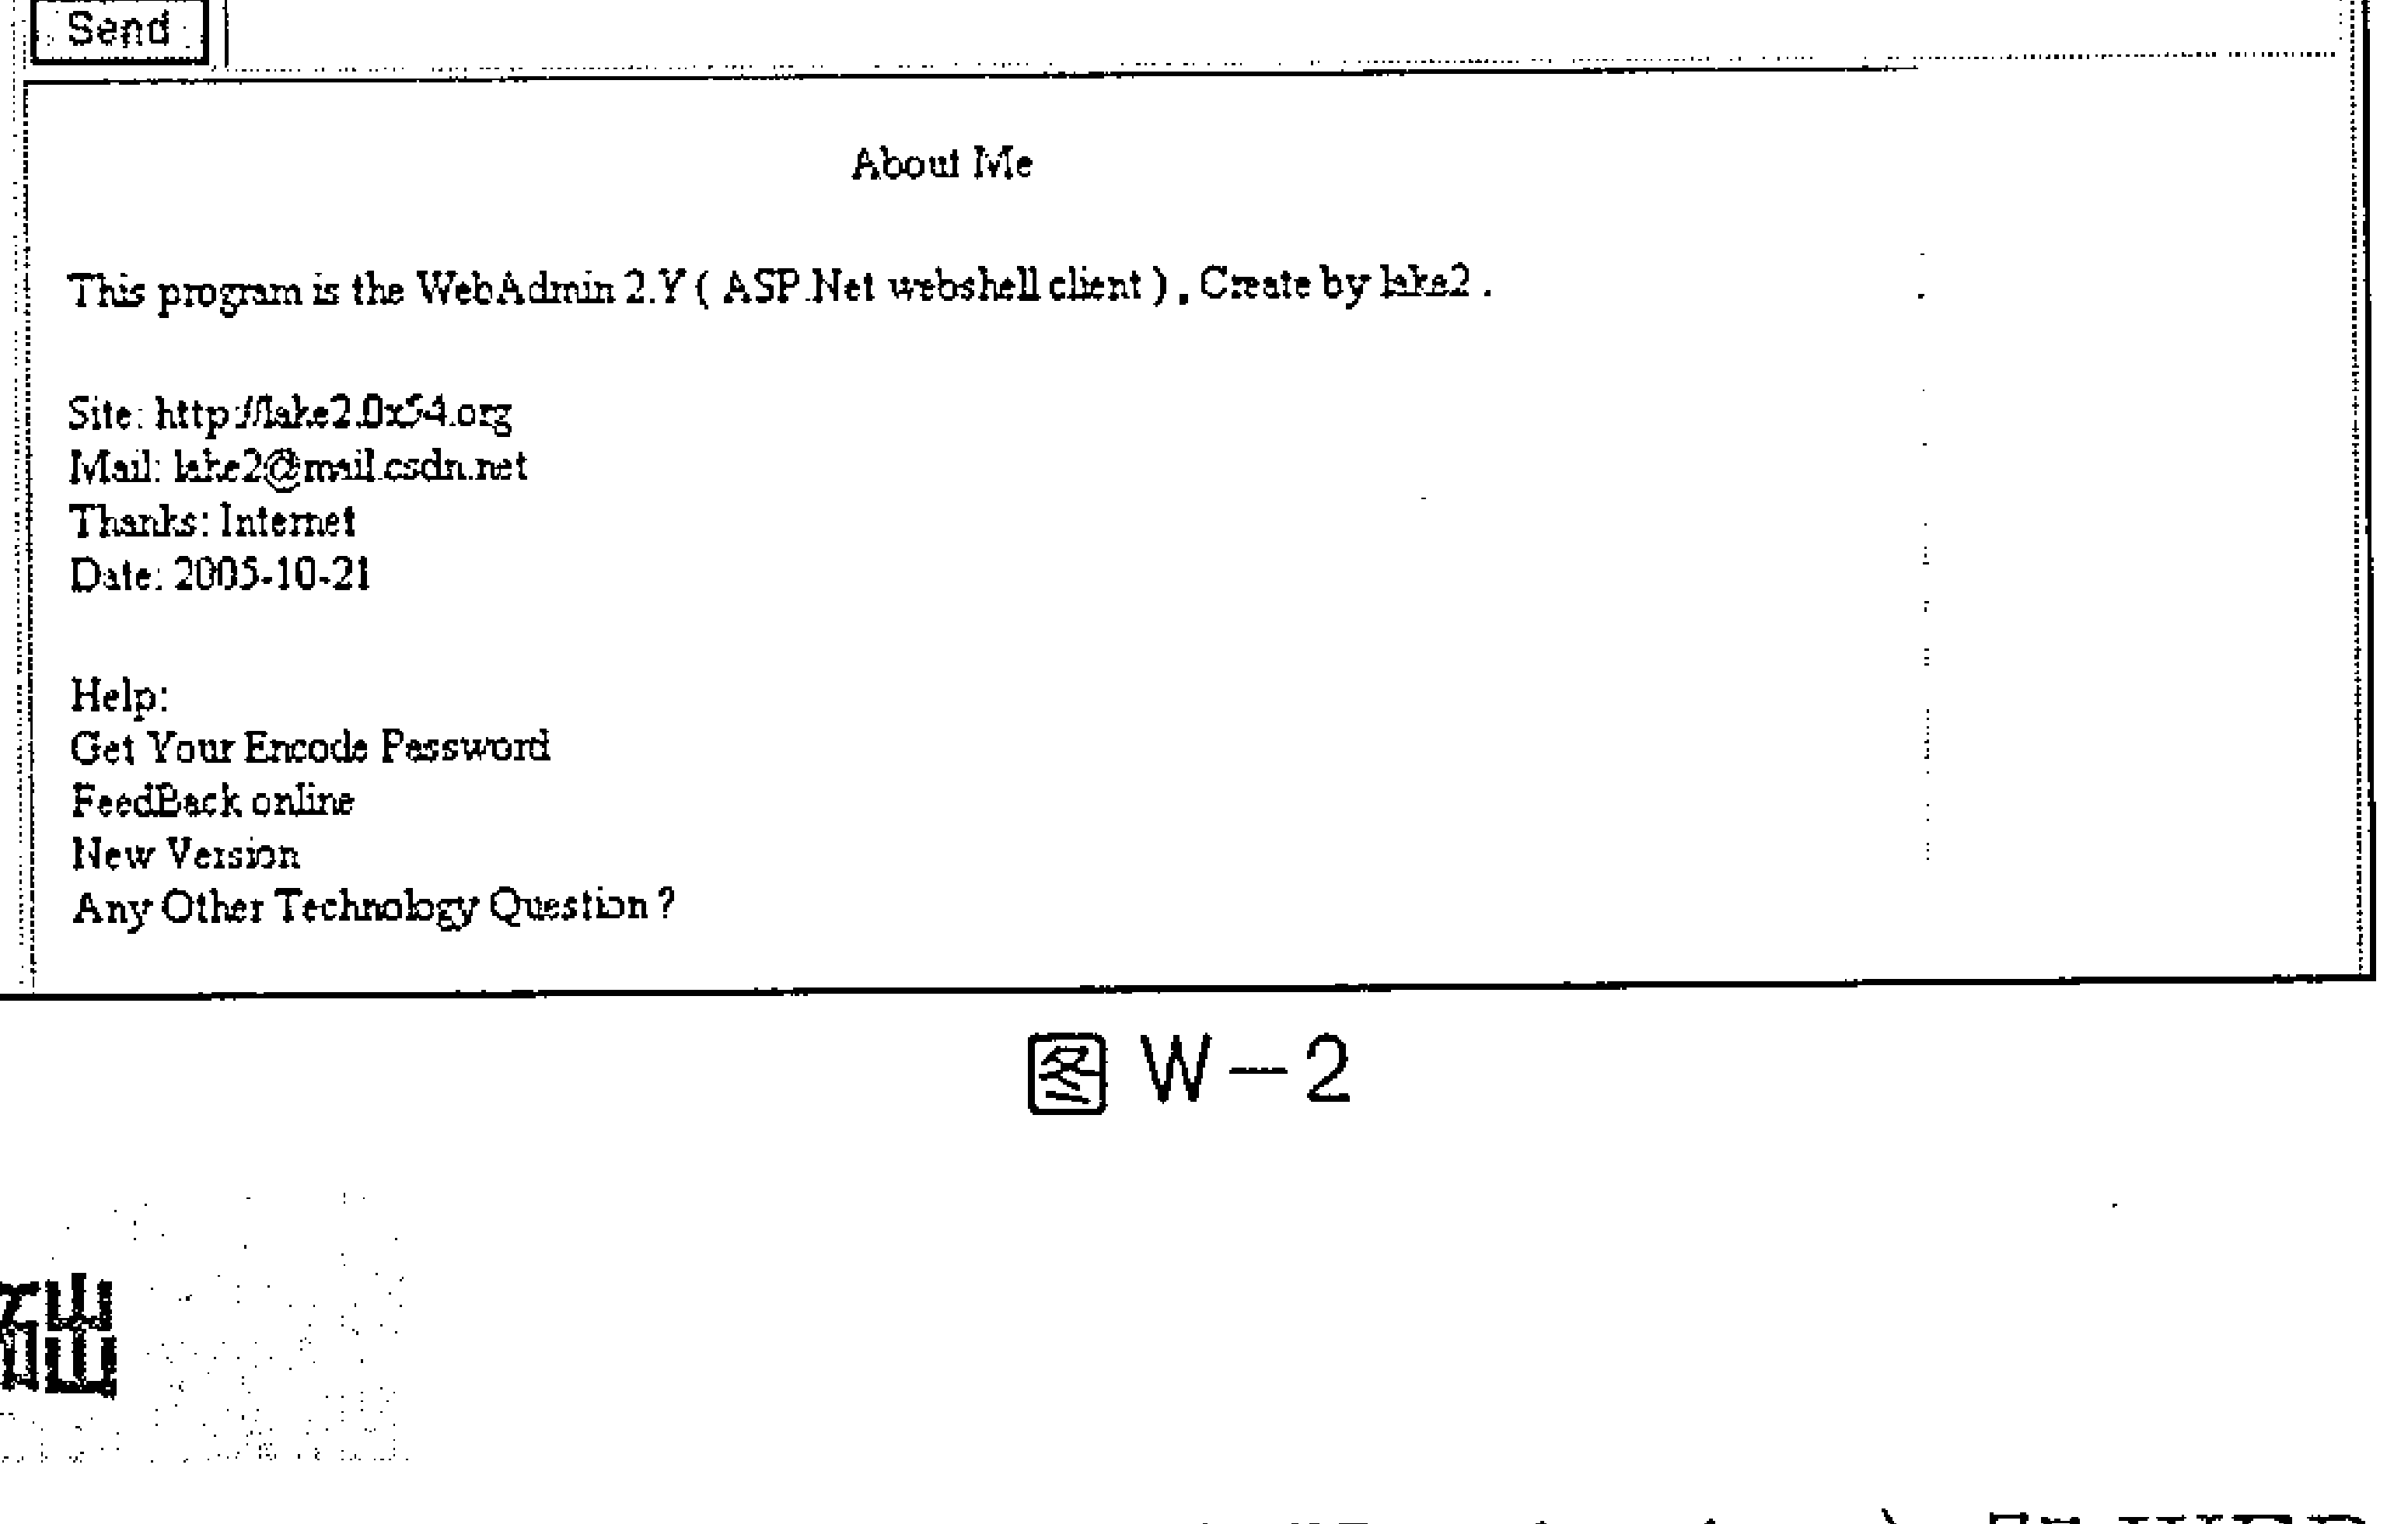 Send
About Me
This program is the WebAdmin 2.Y ( ASP.Net webshell client ) , Create by lake2 .
Site: http://lake2.0x54.org
Mail: lake2@mail.csdn.net
Thanks: Internet
Date: 2005-10-21
Help:
Get Your Encode Password
FeedBack online
New Version
Any Other Technology Question ?
图 W-2